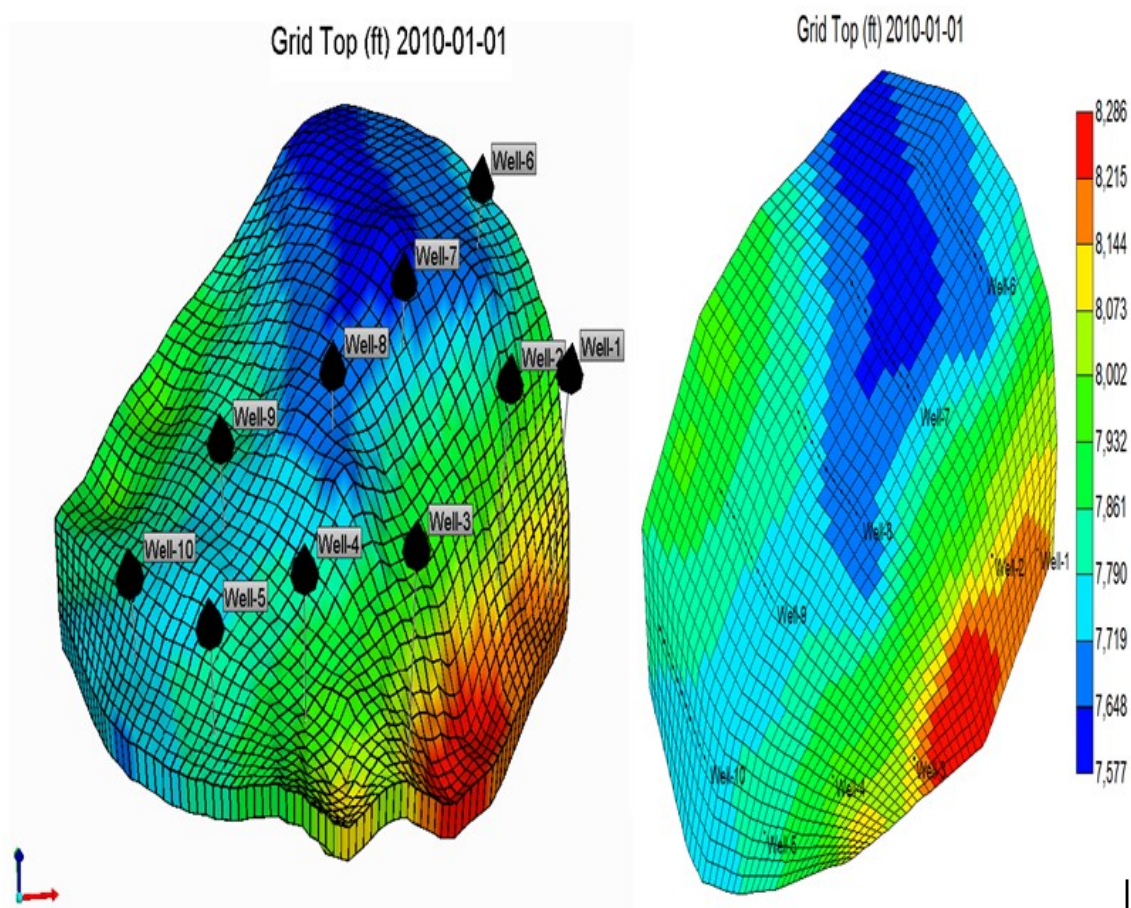 Grid Top (ft) 2010-01-01
Well-6
Well-7
Well-8
Well-2
Well-1
Well-9
Well-3
Well-4
Well-10
Well-5
Grid Top (ft) 2010-01-01
Well-6
Well-7
Well-8
Well-2
Well-1
Well-9
Well-3
Well-10
Well-4
Well-5
8,286
8,215
8,144
8,073
8,002
7,932
7,861
7,790
7,719
7,648
7,577